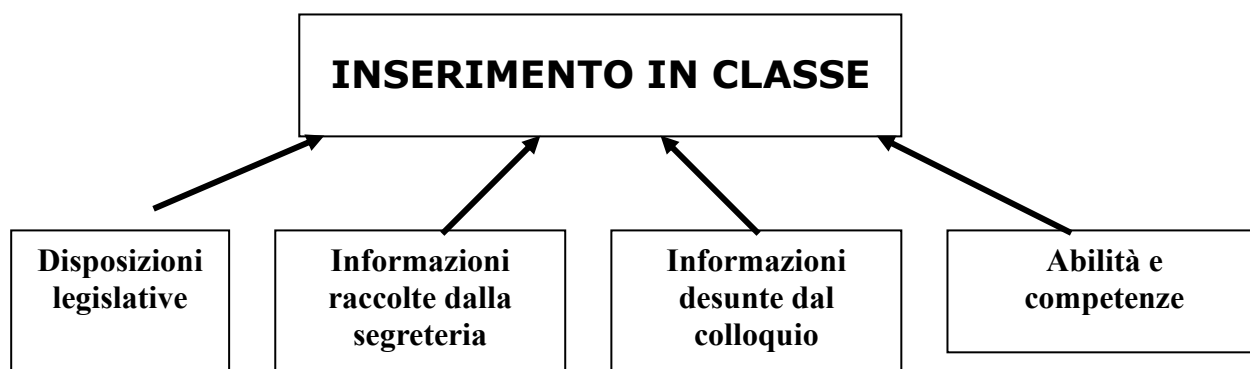 INSERIMENTO IN CLASSE
Disposizioni
legislative
Informazioni
raccolte dalla
segreteria
Informazioni
desunte dal
colloquio
Abilità e
competenze